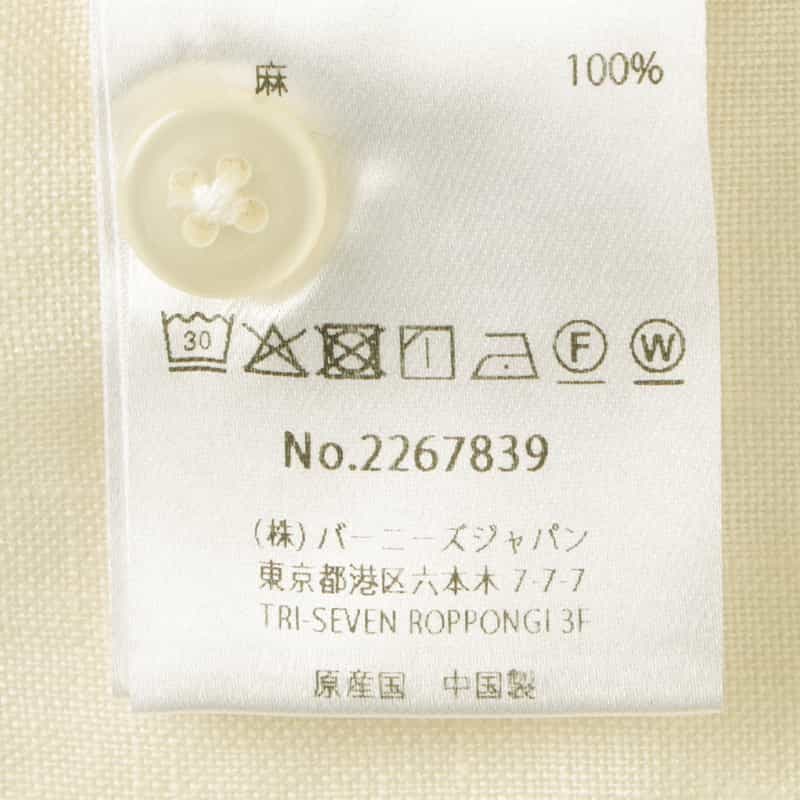 麻 100%
30 F W
No.2267839
(株)バーニーズジャパン
東京都港区六本木 7-7-7
TRI-SEVEN ROPPONGI 3F
原産国 中国製